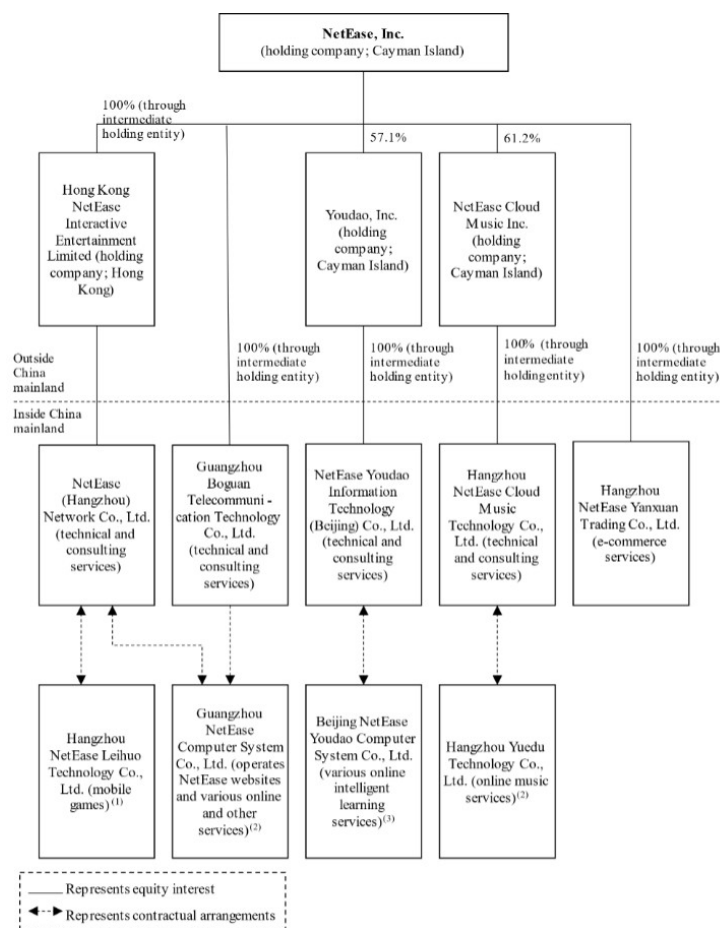 NetEase, Inc.
(holding company; Cayman Island)
100% (through
intermediate
holding entity)
57.1%
61.2%
Hong Kong
NetEase
Interactive
Entertainment
Limited (holding
company; Hong
Kong)
Youdao, Inc.
(holding
company;
Cayman Island)
NetEase Cloud
Music Inc.
(holding
company;
Cayman Island)
Outside
China
mainland
100% (through
intermediate
holding entity)
100% (through
intermediate
holding entity)
100% (through
intermediate
holdingentity)
100% (through
intermediate
holding entity)
Inside China
mainland
NetEase
(Hangzhou)
Network Co., Ltd.
(technical and
consulting
services)
Guangzhou
Boguan
Telecommuni -
cation Technology
Co., Ltd.
(technical and
consulting
services)
NetEase Youdao
Information
Technology
(Beijing) Co., Ltd.
(technical and
consulting
services)
Hangzhou
NetEase Cloud
Music
Technology Co.,
Ltd. (technical
and consulting
services)
Hangzhou
NetEase Yanxuan
Trading Co., Ltd.
(e-commerce
services)
Hangzhou
NetEase Leihuo
Technology Co.,
Ltd. (mobile
games)(1)
Guangzhou
NetEase
Computer System
Co., Ltd. (operates
NetEase websites
and various online
and other
services)(2)
Beijing NetEase
Youdao Computer
System Co., Ltd.
(various online
intelligent
learning
services)(3)
Hangzhou Yuedu
Technology Co.,
Ltd. (online music
services)(2)
Represents equity interest
Represents contractual arrangements